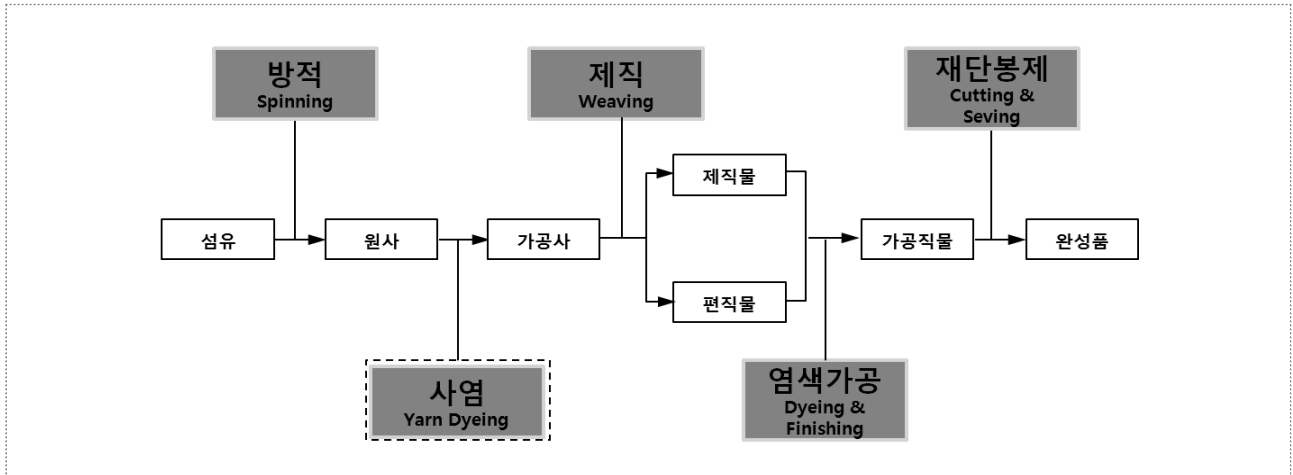 방적
Spinning
제직
Weaving
재단봉제
Cutting &
Seving
섬유
원사
가공사
제직물
편직물
가공직물
완성품
사염
Yarn Dyeing
염색가공
Dyeing &
Finishing